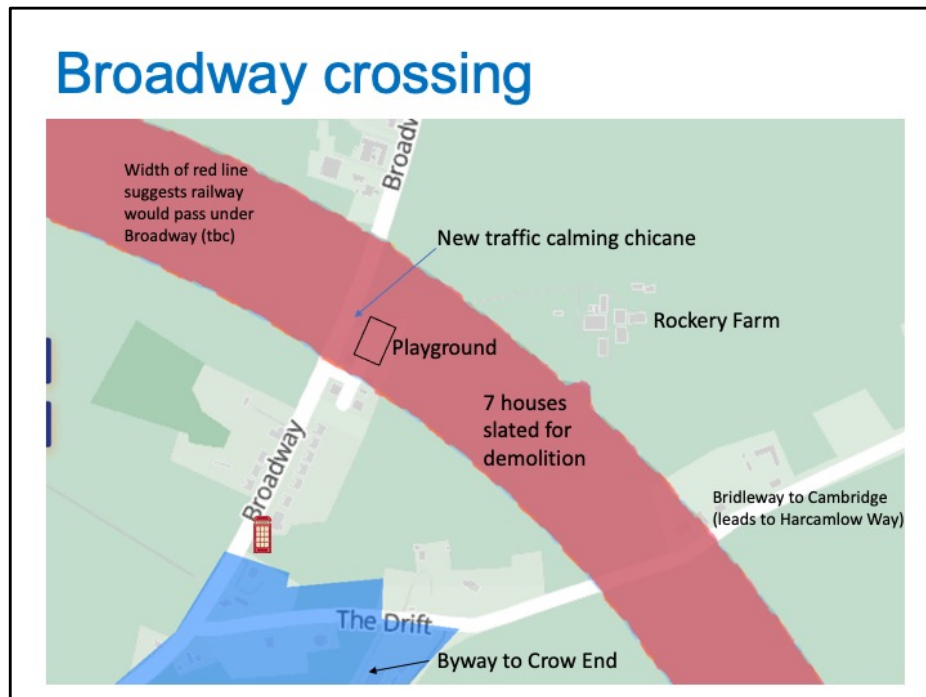 Broadway crossing
Width of red line
suggests railway
would pass under
Broadway (tbc)
Broadw
New traffic calming chicane
Rockery Farm
Playground
7 houses
slated for
demolition
Broadway
Bridleway to Cambridge
(leads to Harcamlow Way)
The Drift
Byway to Crow End